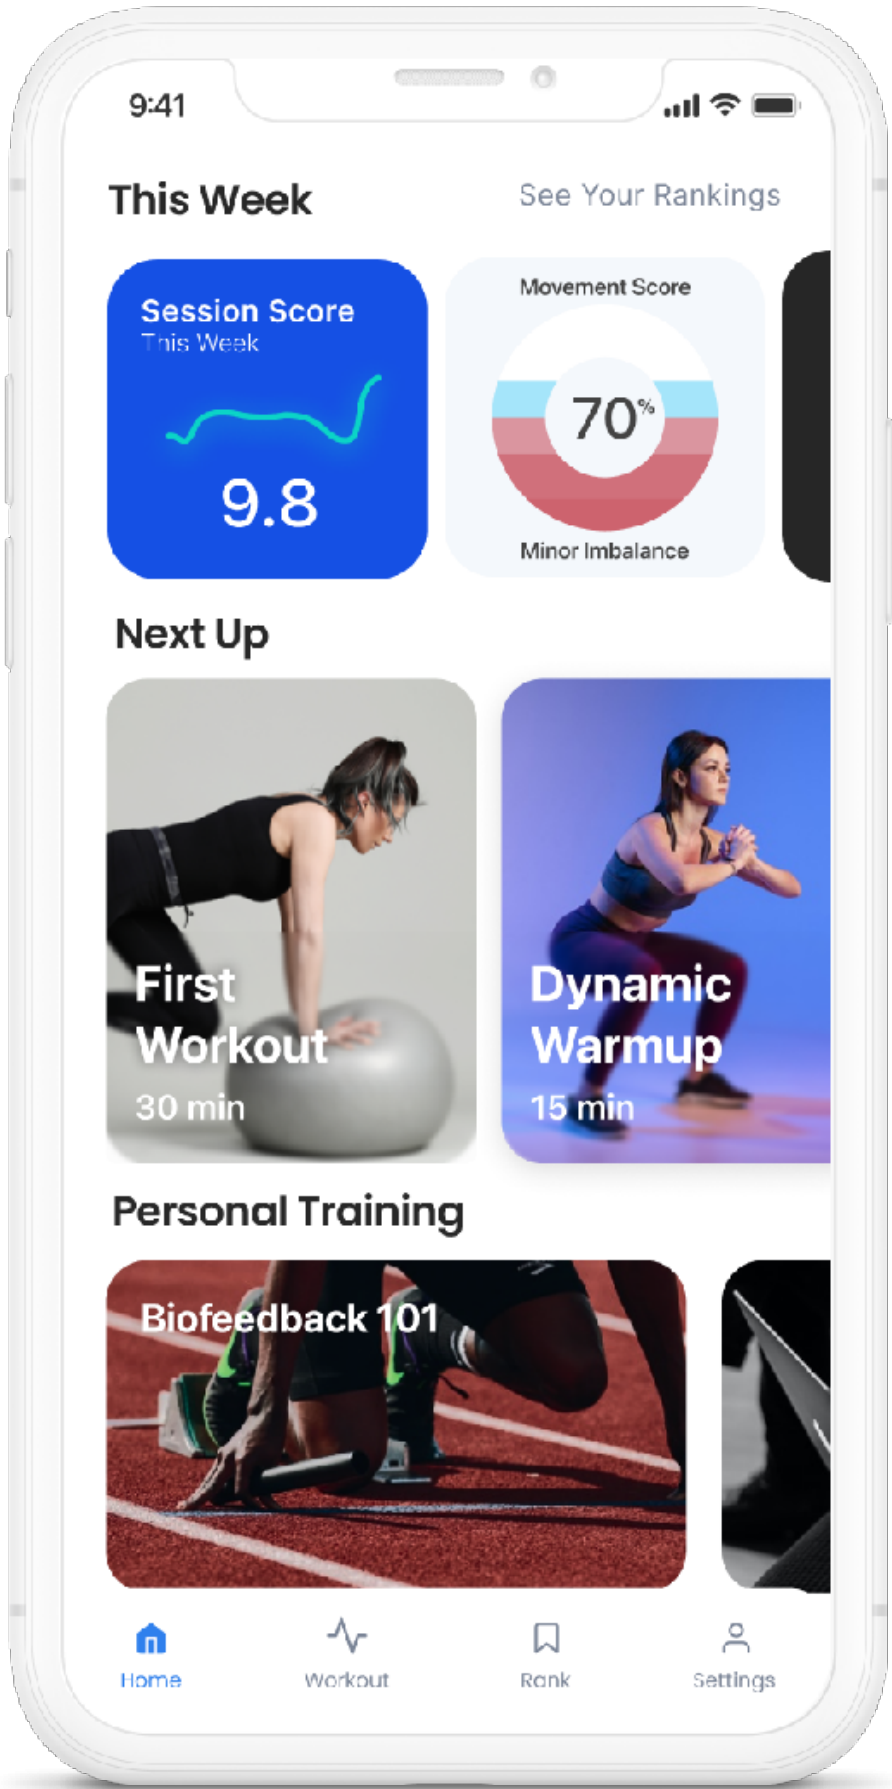 9:41
This Week
See Your Rankings
Session Score
This Week
9.8
Movement Score
70%
Minor Imbalance
Next Up
First
Workout
30 min
Dynamic
Warmup
15 min
Personal Training
Biofeedback 101
Home
Workout
Rank
Settings